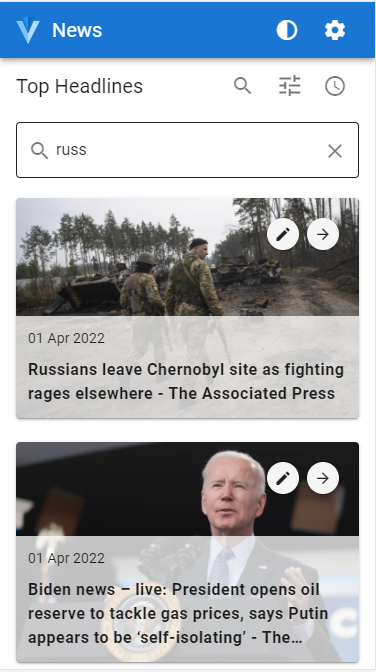 News
Top Headlines
russ
01 Apr 2022
Russians leave Chernobyl site as fighting
rages elsewhere - The Associated Press
01 Apr 2022
Biden news – live: President opens oil
reserve to tackle gas prices, says Putin
appears to be ‘self-isolating’ - The…